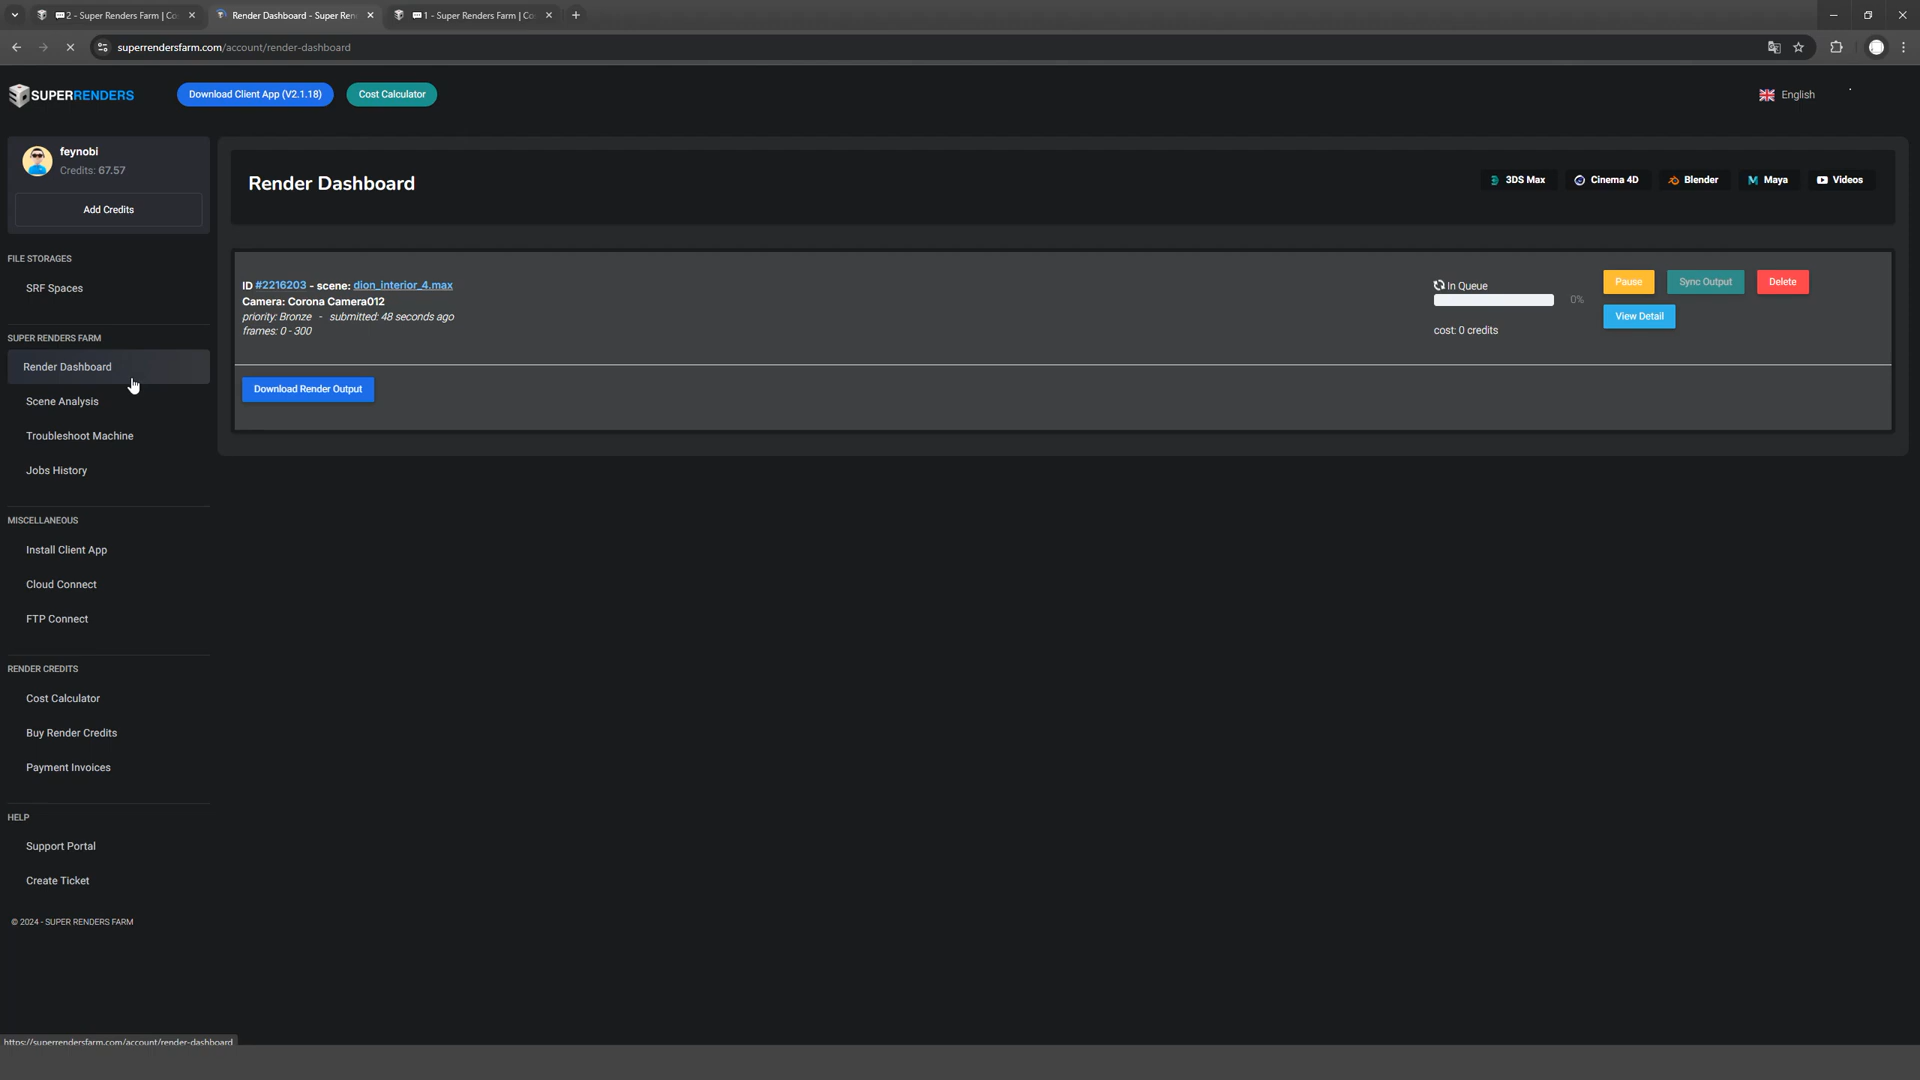 2 - Super Renders Farm | Co
Render Dashboard - Super Ren
1 - Super Renders Farm | Co
superrendersfarm.com/account/render-dashboard
SUPERRENDERS
Download Client App (V2.1.18)
Cost Calculator
English
feynobi
Credits: 67.57
Add Credits
FILE STORAGES
SRF Spaces
SUPER RENDERS FARM
Render Dashboard
Scene Analysis
Troubleshoot Machine
Jobs History
MISCELLANEOUS
Install Client App
Cloud Connect
FTP Connect
RENDER CREDITS
Cost Calculator
Buy Render Credits
Payment Invoices
HELP
Support Portal
Create Ticket
© 2024 - SUPER RENDERS FARM
Render Dashboard
3DS Max
Cinema 4D
Blender
Maya
Videos
ID #2216203 - scene: dion_interior_4.max
Camera: Corona Camera012
priority: Bronze - submitted: 48 seconds ago
frames: 0 - 300
In Queue
0%
cost: 0 credits
Pause
Sync Output
Delete
View Detail
Download Render Output
https://superrendersfarm.com/account/render-dashboard